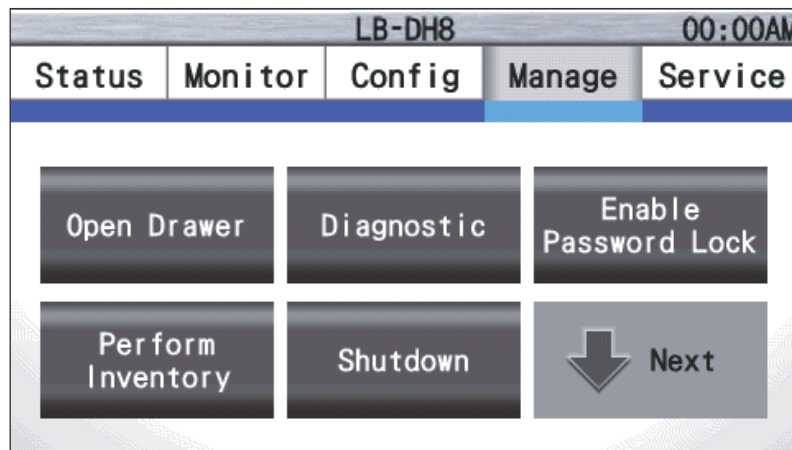 LB-DH8 00:00AM
Status Monitor Config Manage Service
Open Drawer Diagnostic Enable
Password Lock
Perform
Inventory Shutdown Next